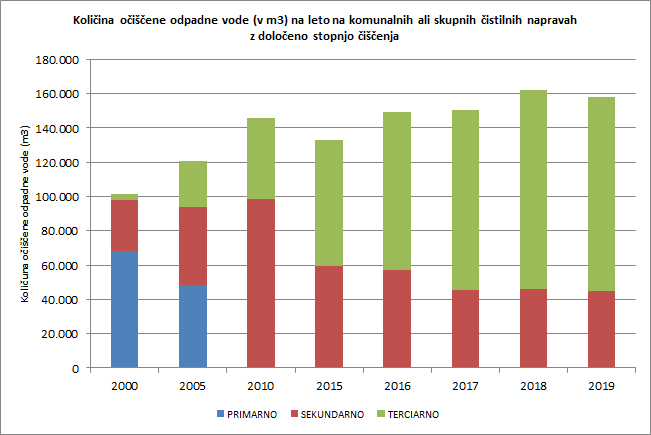 Količina očiščene odpadne vode (v m3) na leto na komunalnih ali skupnih čistilnih napravah
z določeno stopnjo čiščenja
Količuna očiščene odpadne vode (m3)
180.000
160.000
140.000
120.000
100.000
80.000
60.000
40.000
20.000
0
2000 2005 2010 2015 2016 2017 2018 2019
PRIMARNO SEKUNDARNO TERCIARNO